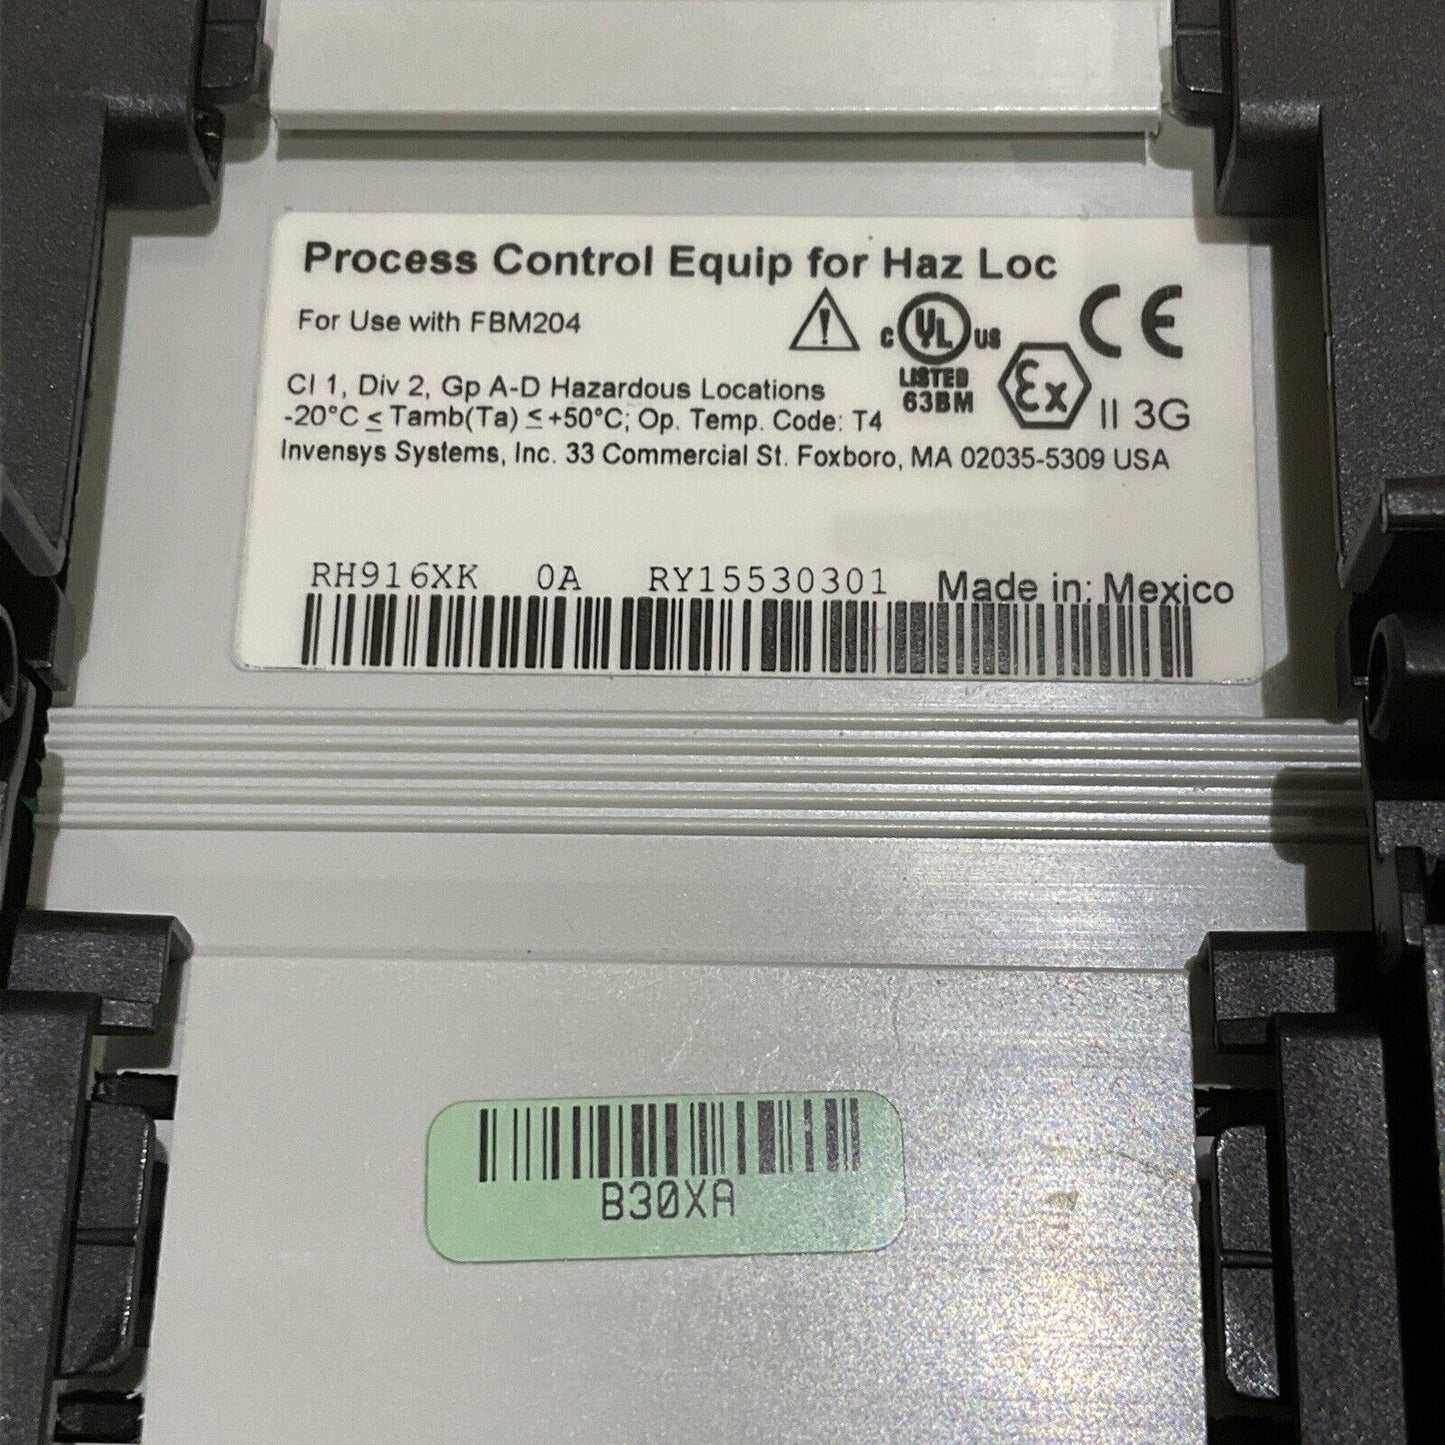 Process Control Equip for Haz Loc
For Use with FBM204
C UL US
LISTED
63BM
CE
Ex II 3G
Cl 1, Div 2, Gp A-D Hazardous Locations
-20°C ≤ Tamb(Ta) ≤ +50°C; Op. Temp. Code: T4
Invensys Systems, Inc. 33 Commercial St. Foxboro, MA 02035-5309 USA
RH916XK 0A RY15530301 Made in: Mexico
B30XA